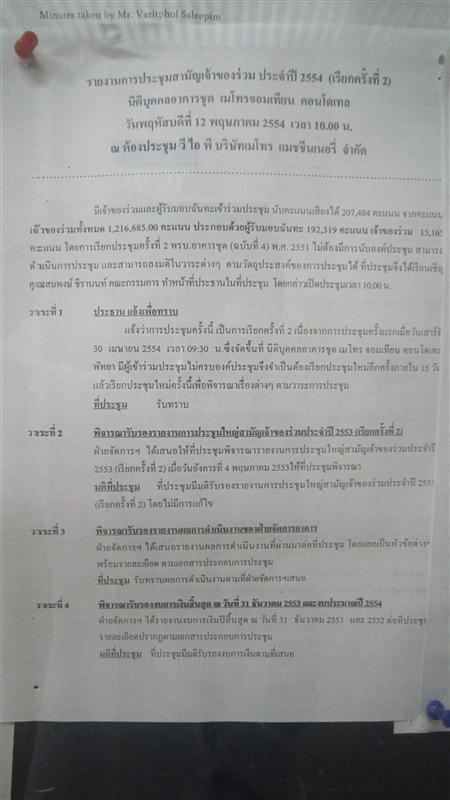 Minutes taken by Mr. Varitphol Saleepim
รายงานการประชุมสามัญเจ้าของร่วม ประจำปี 2554 (เรียกครั้งที่ 2)
นิติบุคคลอาคารชุด เมโทรจอมเทียน คอนโดเทล
วันพฤหัสบดีที่ 12 พฤษภาคม 2554 เวลา 10.00 น.
ณ ห้องประชุม วี ไอ พี บริษัทเมโทร แมชชีนเนอรี่ จำกัด
มีเจ้าของร่วมและผู้รับมอบฉันทะเข้าร่วมประชุม นับคะแนนเสียงได้ 207,484 คะแนน จากคะแนน
เจ้าของร่วมทั้งหมด 1,216,685.00 คะแนน ประกอบด้วยผู้รับมอบฉันทะ 192,319 คะแนน เจ้าของร่วม 15,165
คะแนน โดยการเรียกประชุมครั้งที่ 2 พรบ.อาคารชุด (ฉบับที่ 4) พ.ศ. 2551 ไม่ต้องมีการนับองค์ประชุม สามารถ
ดำเนินการประชุม และสามารถลงมติในวาระต่างๆ ตามวัตถุประสงค์ของการประชุมได้ ที่ประชุมจึงได้เรียนเชิญ
คุณสมพงษ์ ชีรานนท์ คณะกรรมการ ทำหน้าที่ประธานในที่ประชุม โดยกล่าวเปิดประชุมเวลา 10.00 น.
วาระที่ 1 ประธาน แจ้งเพื่อทราบ
แจ้งว่าการประชุมครั้งนี้ เป็นการเรียกครั้งที่ 2 เนื่องจากการประชุมครั้งแรกเมื่อวันเสาร์ที่
30 เมษายน 2554 เวลา 09:30 น.ซึ่งจัดขึ้นที่ นิติบุคคลอาคารชุด เมโทร จอมเทียน คอนโดเทล
พัทยา มีผู้เข้าร่วมประชุมไม่ครบองค์ประชุมจึงจำเป็นต้องเรียกประชุมใหม่อีกครั้งภายใน 15 วัน
แล้วเรียกประชุมใหม่ครั้งนี้เพื่อพิจารณาเรื่องต่างๆ ตามวาระการประชุม
ที่ประชุม รับทราบ
วาระที่ 2 พิจารณารับรองรายงานการประชุมใหญ่สามัญเจ้าของร่วมประจำปี 2553 (เรียกครั้งที่ 2)
ฝ่ายจัดการฯ ได้เสนอให้ที่ประชุมพิจารณารายงานการประชุมใหญ่สามัญเจ้าของร่วมประจำปี
2553 (เรียกครั้งที่ 2) เมื่อวันอังคารที่ 4 พฤษภาคม 2553ให้ที่ประชุมพิจารณา
มติที่ประชุม ที่ประชุมมีมติรับรองรายงานการประชุมใหญ่สามัญเจ้าของร่วมประจำปี 2553
(เรียกครั้งที่ 2) โดยไม่มีการแก้ไข
วาระที่ 3 พิจารณารับรองรายงานผลการดำเนินงานของฝ่ายจัดการอาคาร
ฝ่ายจัดการฯ ได้เสนอรายงานผลการดำเนินงานที่ผ่านมาต่อที่ประชุม โดยแยกเป็นหัวข้อต่างๆ
พร้อมรายละเอียด ตามเอกสารประกอบการประชุม
ที่ประชุม รับทราบผลการดำเนินงานตามที่ฝ่ายจัดการฯเสนอ
วาระที่ 4 พิจารณารับรองงบการเงินสิ้นสุด ณ วันที่ 31 ธันวาคม 2553 และงบประมาณปี 2554
ฝ่ายจัดการฯ ได้รายงานงบการเงินปีสิ้นสุด ณ วันที่ 31 ธันวาคม 2553 และ 2552 ต่อที่ประชุม
รายละเอียดปรากฏตามเอกสารประกอบการประชุม
มติที่ประชุม ที่ประชุมมีมติรับรองงบการเงินตามที่เสนอ